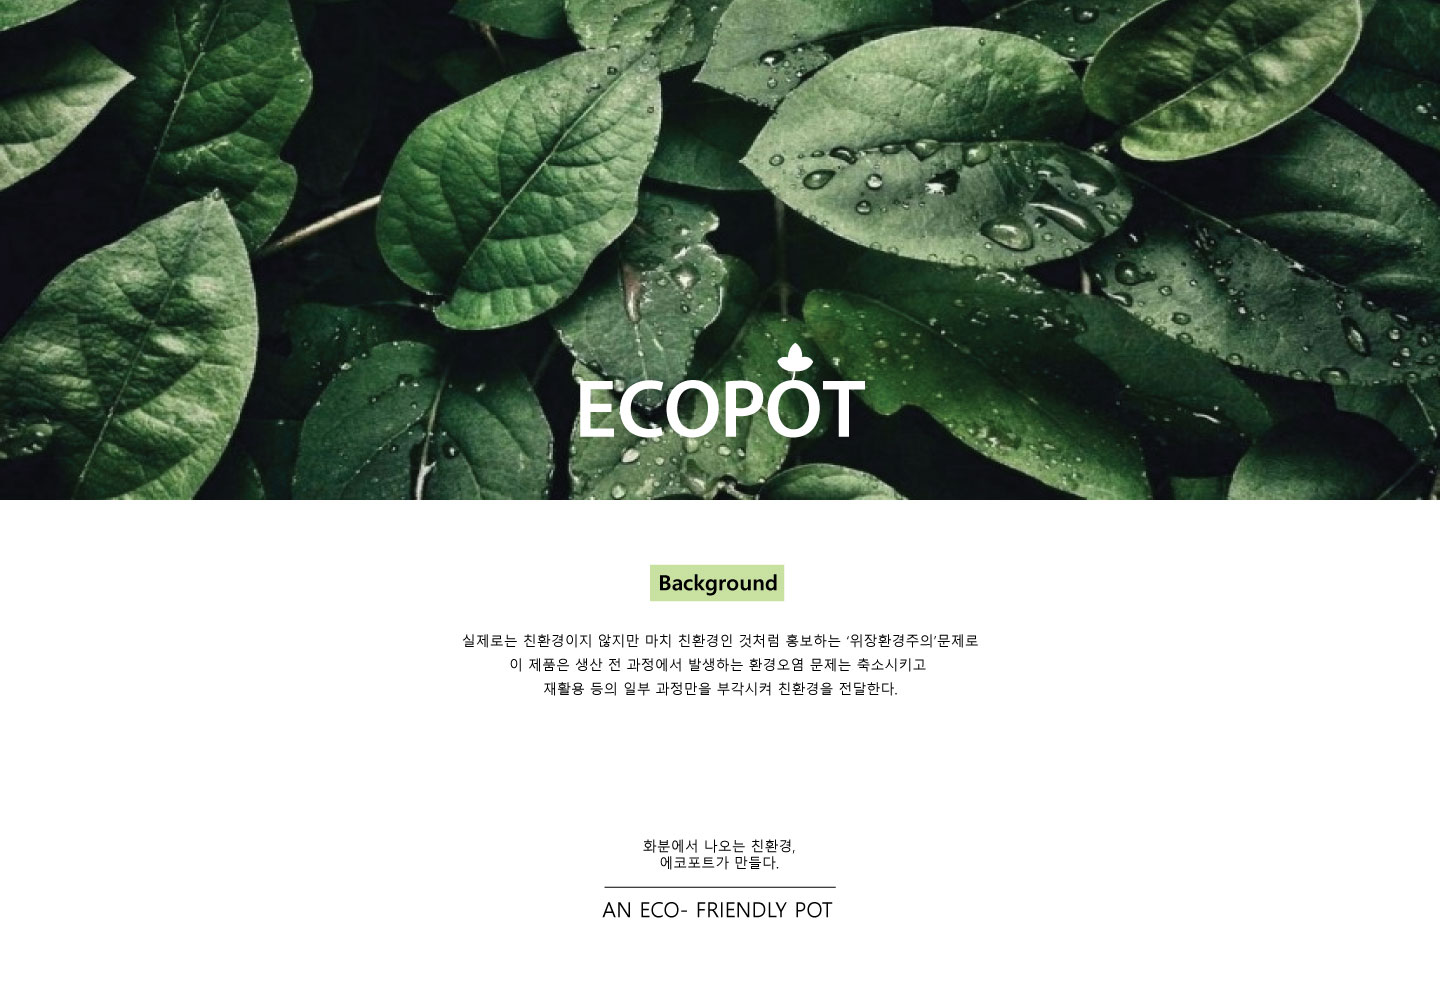 ECOPOT
Background
실제로는 친환경이지 않지만 마치 친환경인 것처럼 홍보하는 ‘위장환경주의’문제로
이 제품은 생산 전 과정에서 발생하는 환경오염 문제는 축소시키고
재활용 등의 일부 과정만을 부각시켜 친환경을 전달한다.
화분에서 나오는 친환경,
에코포트가 만들다.
AN ECO- FRIENDLY POT